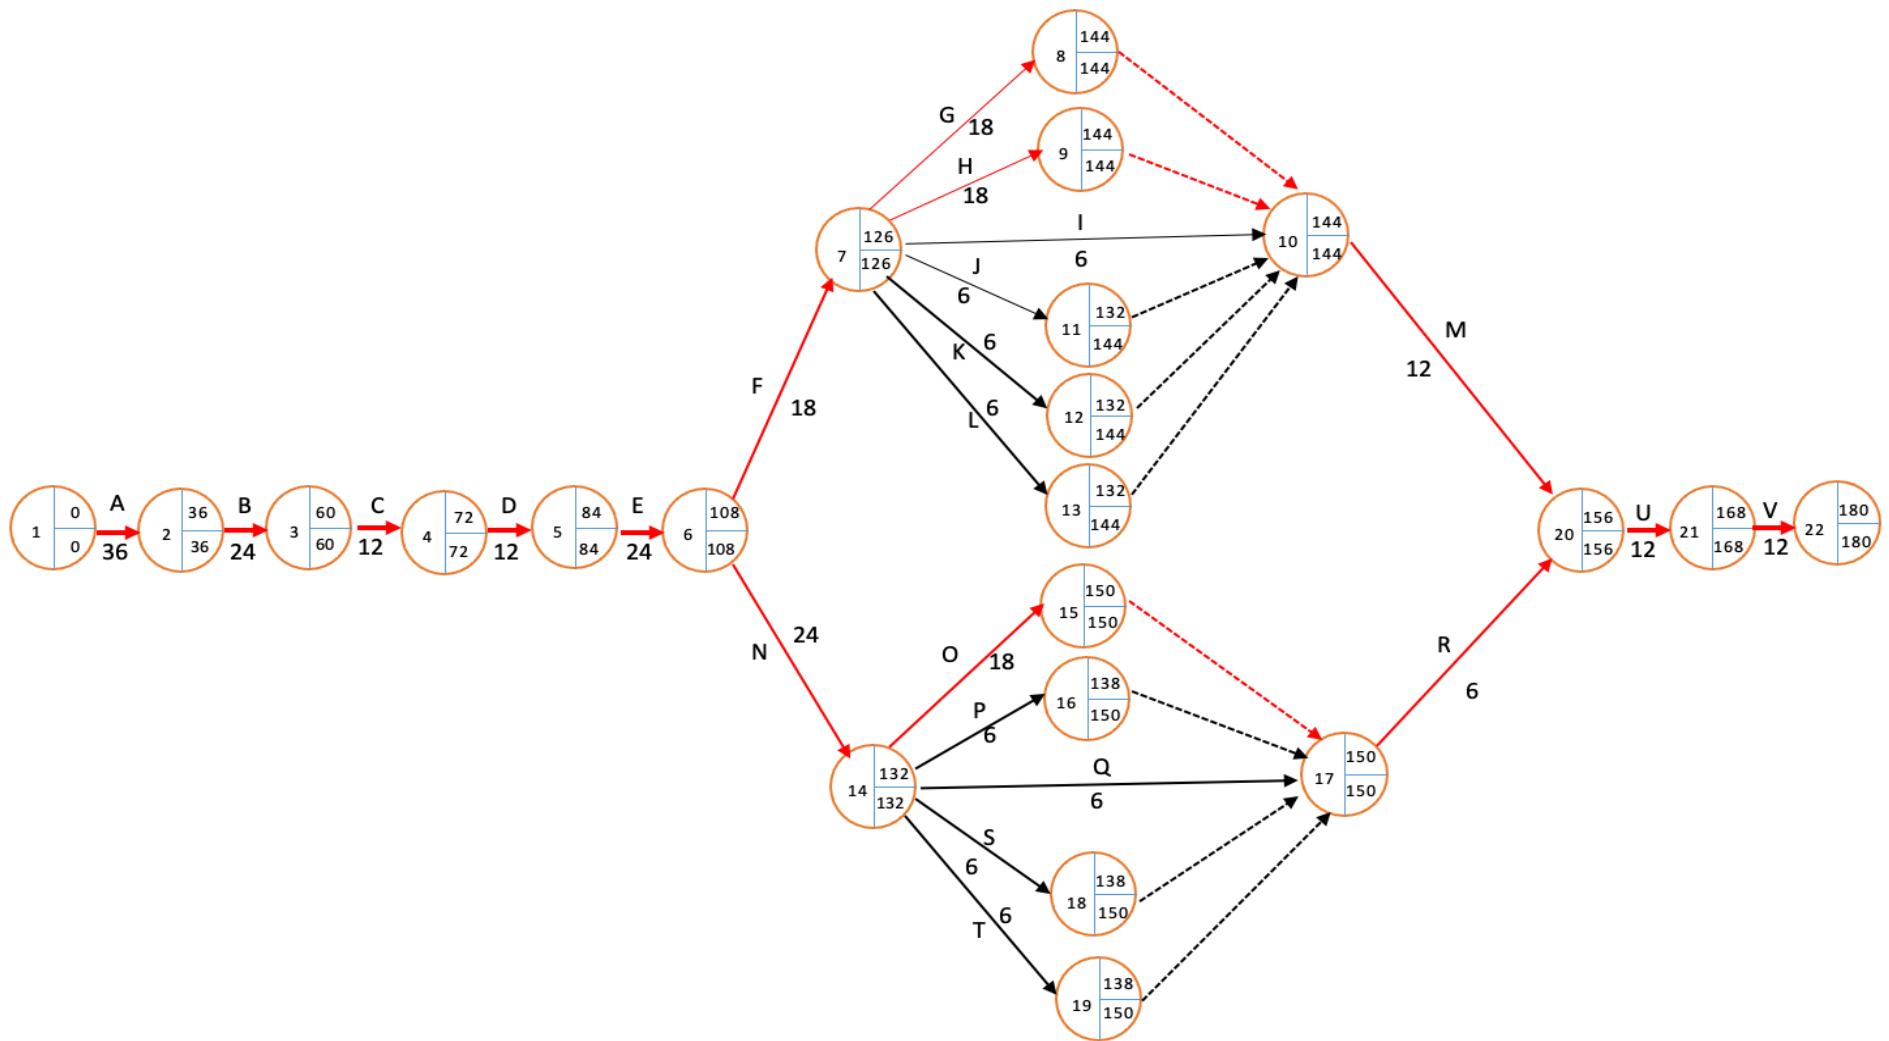 8 144 144
G 18
9 144 144
H 18
7 126 126
I 6
10 144 144
J 6
11 132 144
K 6
12 132 144
L 6
13 132 144
M 12
F 18
1 0 0
A 36
2 36 36
B 24
3 60 60
C 12
4 72 72
D 12
5 84 84
E 24
6 108 108
20 156 156
U 12
21 168 168
V 12
22 180 180
N 24
15 150 150
O 18
16 138 150
P 6
14 132 132
Q 6
17 150 150
R 6
S 6
18 138 150
T 6
19 138 150